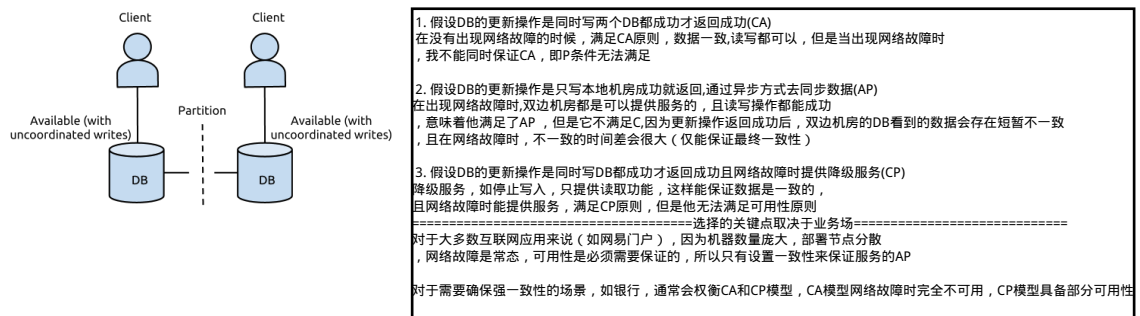 Client
Client
Partition
Available (with
uncoordinated writes)
Available (with
uncoordinated writes)
DB
DB
1. 假设DB的更新操作是同时写两个DB都成功才返回成功(CA)
在没有出现网络故障的时候，满足CA原则，数据一致,读写都可以，但是当出现网络故障时
，我不能同时保证CA，即P条件无法满足
2. 假设DB的更新操作是只写本地机房成功就返回,通过异步方式去同步数据(AP)
在出现网络故障时,双边机房都是可以提供服务的，且读写操作都能成功
，意味着他满足了AP ，但是它不满足C,因为更新操作返回成功后，双边机房的DB看到的数据会存在短暂不一致
，且在网络故障时，不一致的时间差会很大（仅能保证最终一致性）
3. 假设DB的更新操作是同时写DB都成功才返回成功且网络故障时提供降级服务(CP)
降级服务，如停止写入，只提供读取功能，这样能保证数据是一致的，
且网络故障时能提供服务，满足CP原则，但是他无法满足可用性原则
======================================选择的关键点取决于业务场=============================
对于大多数互联网应用来说（如网易门户），因为机器数量庞大，部署节点分散
，网络故障是常态，可用性是必须需要保证的，所以只有设置一致性来保证服务的AP
对于需要确保强一致性的场景，如银行，通常会权衡CA和CP模型，CA模型网络故障时完全不可用，CP模型具备部分可用性